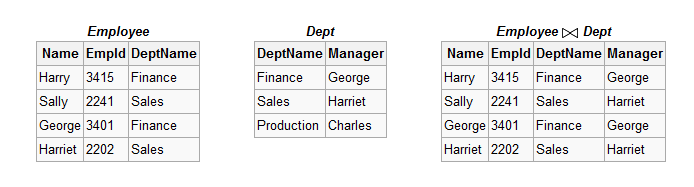 Employee
Name EmpId DeptName
Harry 3415 Finance
Sally 2241 Sales
George 3401 Finance
Harriet 2202 Sales
Dept
DeptName Manager
Finance George
Sales Harriet
Production Charles
Employee ⋈ Dept
Name EmpId DeptName Manager
Harry 3415 Finance George
Sally 2241 Sales Harriet
George 3401 Finance George
Harriet 2202 Sales Harriet